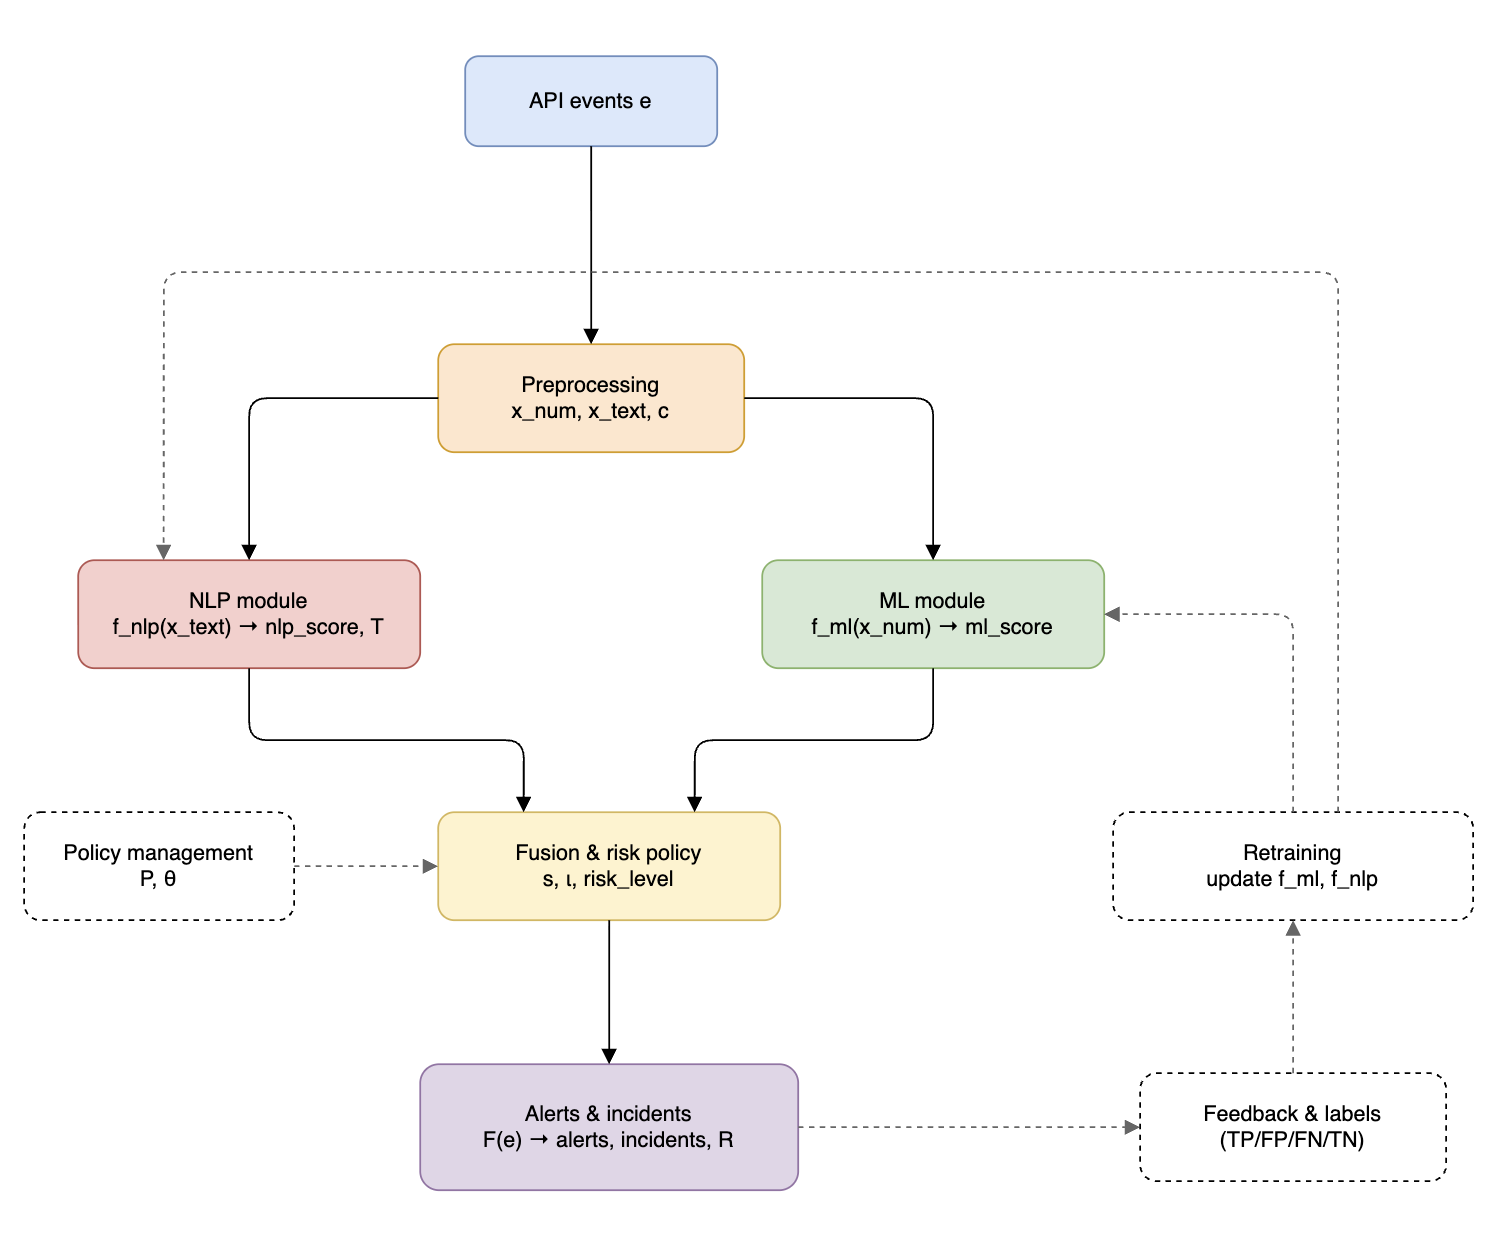 API events e
Preprocessing
x_num, x_text, c
NLP module
f_nlp(x_text) → nlp_score, T
ML module
f_ml(x_num) → ml_score
Policy management
P, θ
Fusion & risk policy
s, ι, risk_level
Retraining
update f_ml, f_nlp
Alerts & incidents
F(e) → alerts, incidents, R
Feedback & labels
(TP/FP/FN/TN)